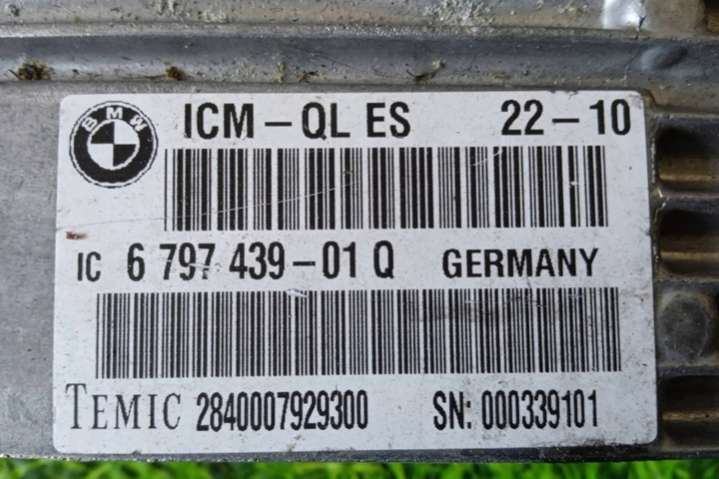 BMW
ICM-QL ES 22-10
IC 6 797 439-01 Q GERMANY
TEMIC 2840007929300 SN: 000339101